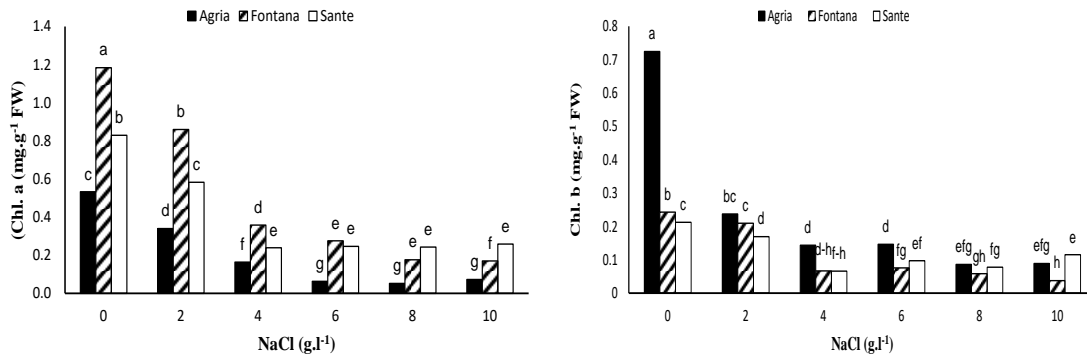 Agria Fontana Sante
1.4
1.2
1.0
0.8
0.6
0.4
0.2
0.0
(Chl. a (mg.g-1 FW)
c a b
d b c
f d e
g e e
g e e
g f e
0 2 4 6 8 10
NaCl (g.l-1)
Agria Fontana Sante
0.8
0.7
0.6
0.5
0.4
0.3
0.2
0.1
0
Chl. b (mg.g-1 FW)
a b c
bc c d
d d-h f-h
d fg ef
efg gh fg
efg h e
0 2 4 6 8 10
NaCl (g.l-1)